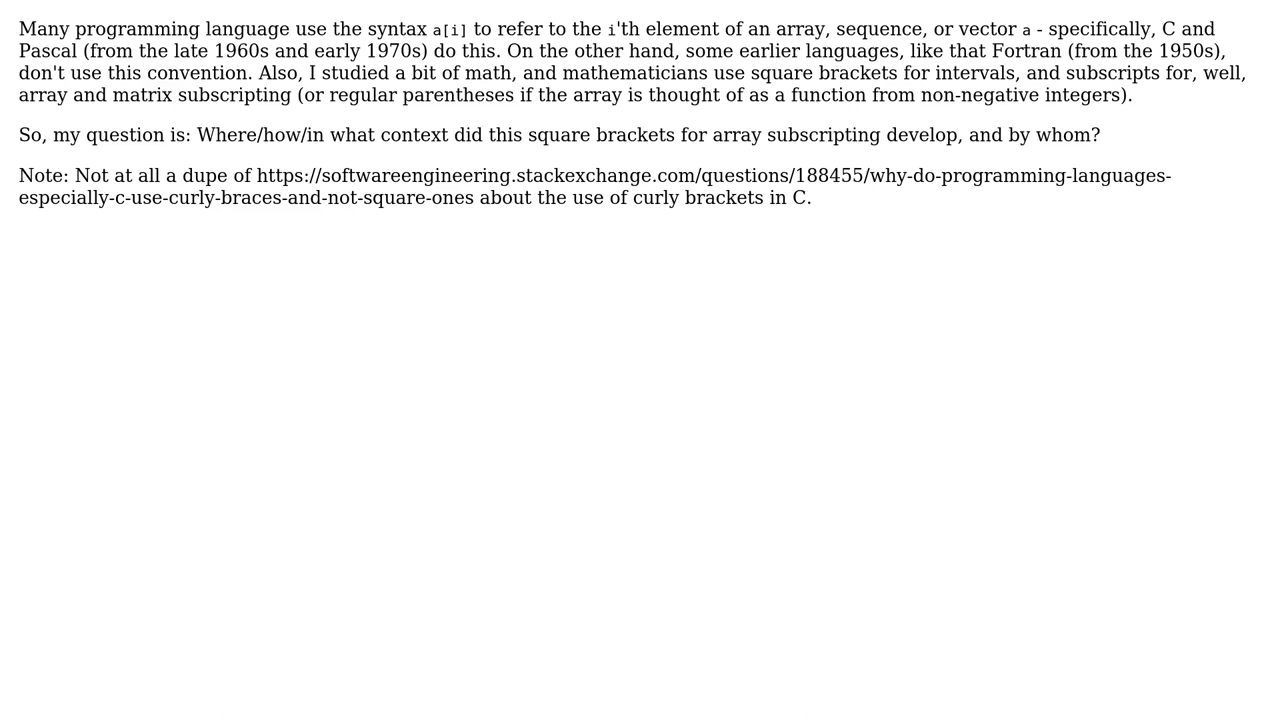 Many programming language use the syntax a[i] to refer to the i'th element of an array, sequence, or vector a - specifically, C and
Pascal (from the late 1960s and early 1970s) do this. On the other hand, some earlier languages, like that Fortran (from the 1950s),
don't use this convention. Also, I studied a bit of math, and mathematicians use square brackets for intervals, and subscripts for, well,
array and matrix subscripting (or regular parentheses if the array is thought of as a function from non-negative integers).
So, my question is: Where/how/in what context did this square brackets for array subscripting develop, and by whom?
Note: Not at all a dupe of https://softwareengineering.stackexchange.com/questions/188455/why-do-programming-languages-
especially-c-use-curly-braces-and-not-square-ones about the use of curly brackets in C.